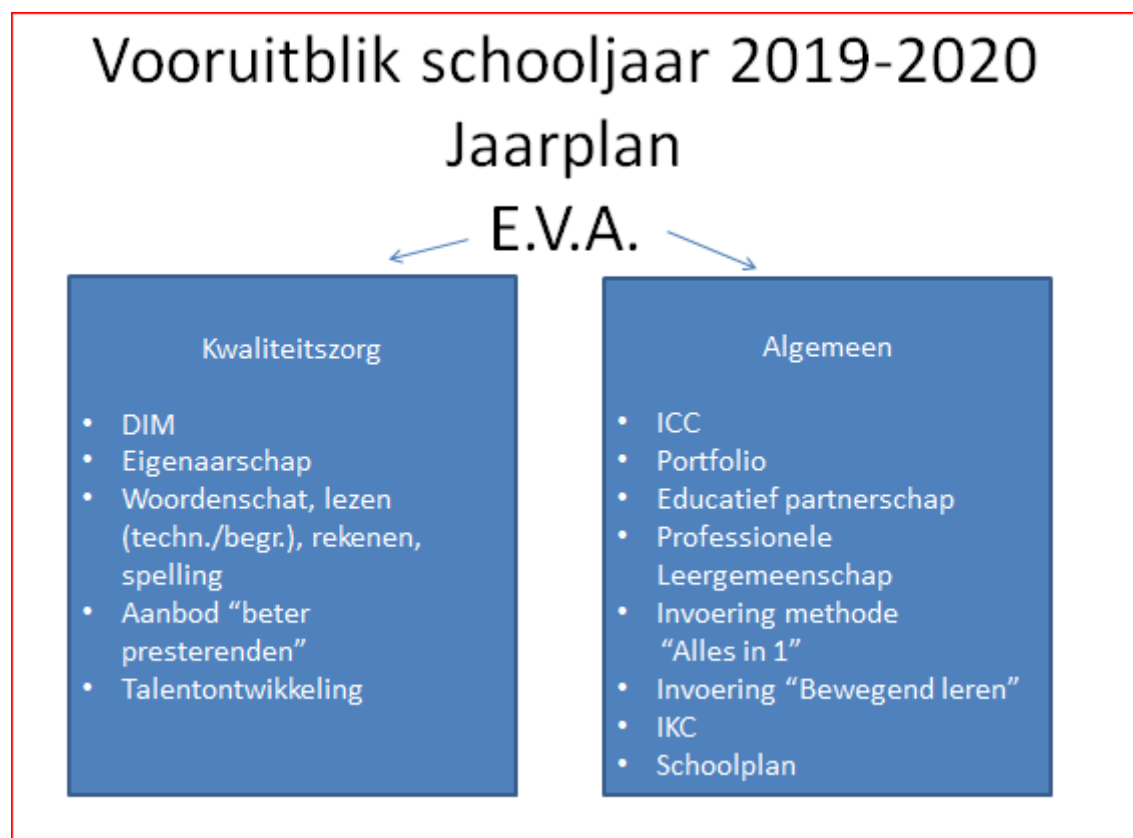 Vooruitblik schooljaar 2019-2020
Jaarplan
E.V.A.
Kwaliteitszorg
• DIM
• Eigenaarschap
• Woordenschat, lezen
(techn./begr.), rekenen,
spelling
• Aanbod “beter
presterenden”
• Talentontwikkeling
Algemeen
• ICC
• Portfolio
• Educatief partnerschap
• Professionele
Leergemeenschap
• Invoering methode
“Alles in 1”
• Invoering “Bewegend leren”
• IKC
• Schoolplan